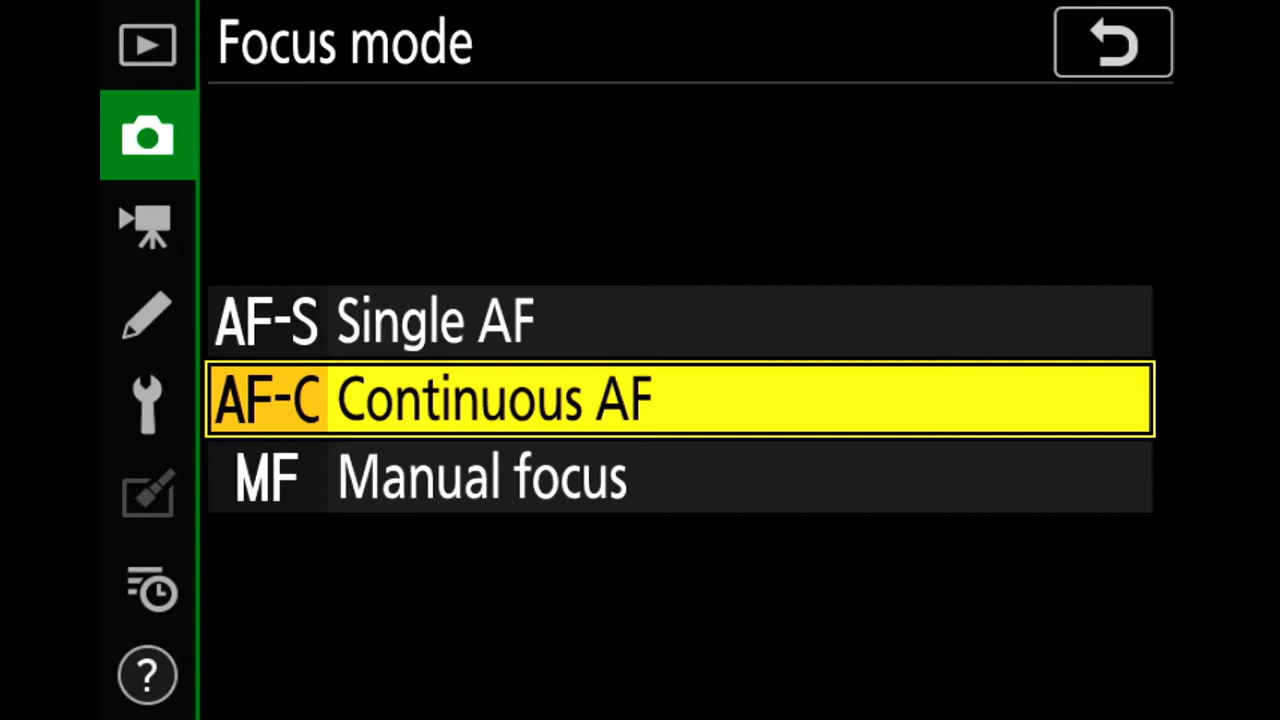 Focus mode
AF-S Single AF
AF-C Continuous AF
MF Manual focus
?